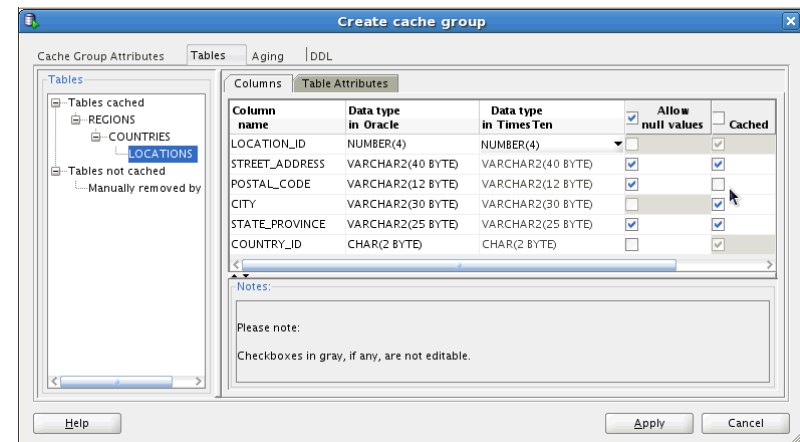 Create cache group
Cache Group Attributes Tables Aging DDL
Tables
Tables cached
REGIONS
COUNTRIES
LOCATIONS
Tables not cached
Manually removed by
Columns Table Attributes
Column name Data type in Oracle Data type in TimesTen Allow null values Cached
LOCATION_ID NUMBER(4) NUMBER(4)
STREET_ADDRESS VARCHAR2(40 BYTE) VARCHAR2(40 BYTE)
POSTAL_CODE VARCHAR2(12 BYTE) VARCHAR2(12 BYTE)
CITY VARCHAR2(30 BYTE) VARCHAR2(30 BYTE)
STATE_PROVINCE VARCHAR2(25 BYTE) VARCHAR2(25 BYTE)
COUNTRY_ID CHAR(2 BYTE) CHAR(2 BYTE)
Notes:
Please note:
Checkboxes in gray, if any, are not editable.
Help Apply Cancel